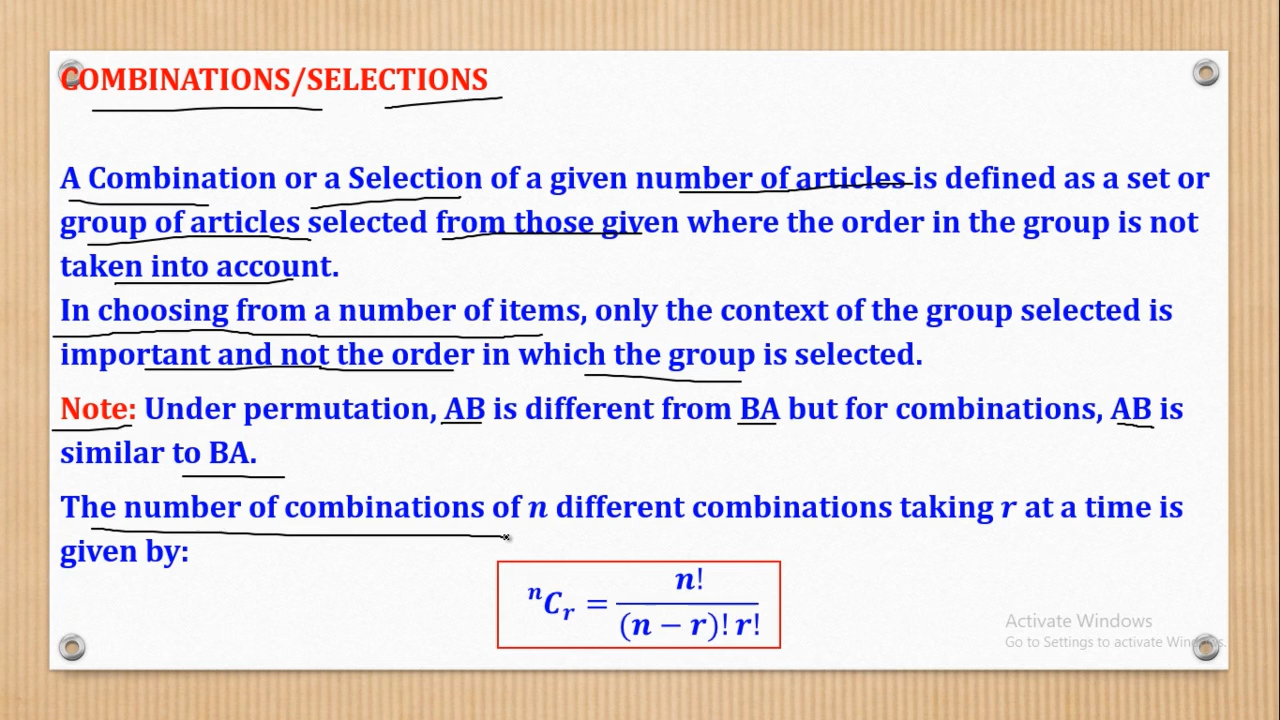 COMBINATIONS/SELECTIONS
A Combination or a Selection of a given number of articles is defined as a set or
group of articles selected from those given where the order in the group is not
taken into account.
In choosing from a number of items, only the context of the group selected is
important and not the order in which the group is selected.
Note: Under permutation, AB is different from BA but for combinations, AB is
similar to BA.
The number of combinations of n different combinations taking r at a time is
given by:
ⁿCᵣ = n! / (n − r)! r!
Activate Windows
Go to Settings to activate Windows.